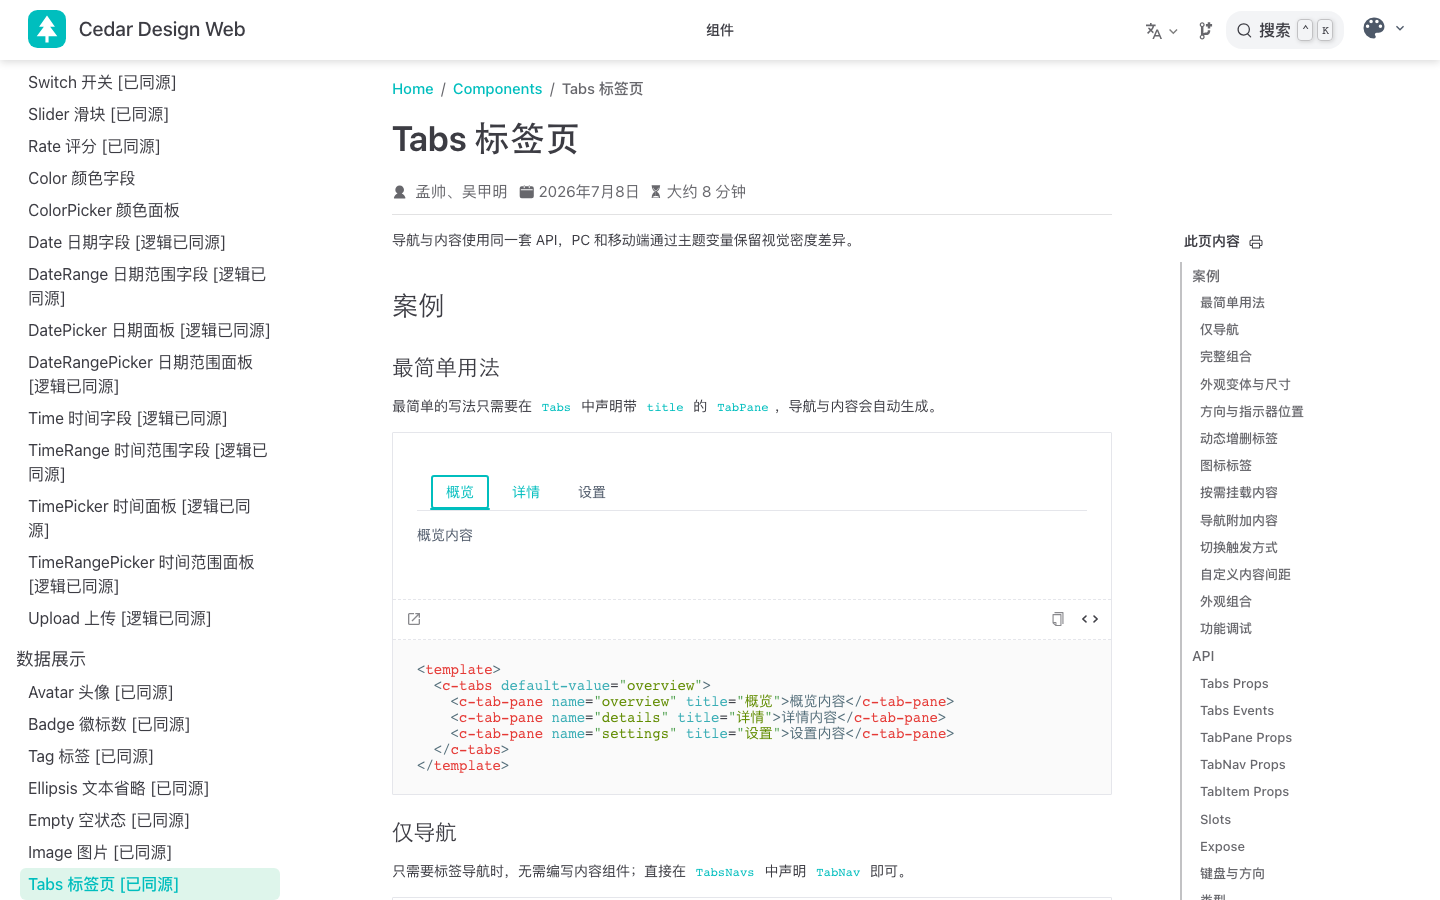 Cedar Design Web
组件
搜索 ^ K
Switch 开关 [已同源]
Slider 滑块 [已同源]
Rate 评分 [已同源]
Color 颜色字段
ColorPicker 颜色面板
Date 日期字段 [逻辑已同源]
DateRange 日期范围字段 [逻辑已
同源]
DatePicker 日期面板 [逻辑已同源]
DateRangePicker 日期范围面板
[逻辑已同源]
Time 时间字段 [逻辑已同源]
TimeRange 时间范围字段 [逻辑已
同源]
TimePicker 时间面板 [逻辑已同
源]
TimeRangePicker 时间范围面板
[逻辑已同源]
Upload 上传 [逻辑已同源]
数据展示
Avatar 头像 [已同源]
Badge 徽标数 [已同源]
Tag 标签 [已同源]
Ellipsis 文本省略 [已同源]
Empty 空状态 [已同源]
Image 图片 [已同源]
Tabs 标签页 [已同源]
Home / Components / Tabs 标签页
Tabs 标签页
孟帅、吴甲明 2026年7月8日 大约 8 分钟
导航与内容使用同一套 API，PC 和移动端通过主题变量保留视觉密度差异。
案例
最简单用法
最简单的写法只需要在 Tabs 中声明带 title 的 TabPane ，导航与内容会自动生成。
概览 详情 设置
概览内容
<template>
  <c-tabs default-value="overview">
    <c-tab-pane name="overview" title="概览">概览内容</c-tab-pane>
    <c-tab-pane name="details" title="详情">详情内容</c-tab-pane>
    <c-tab-pane name="settings" title="设置">设置内容</c-tab-pane>
  </c-tabs>
</template>
仅导航
只需要标签导航时，无需编写内容组件；直接在 TabsNavs 中声明 TabNav 即可。
此页内容
案例
最简单用法
仅导航
完整组合
外观变体与尺寸
方向与指示器位置
动态增删标签
图标标签
按需挂载内容
导航附加内容
切换触发方式
自定义内容间距
外观组合
功能调试
API
Tabs Props
Tabs Events
TabPane Props
TabNav Props
TabItem Props
Slots
Expose
键盘与方向
类型